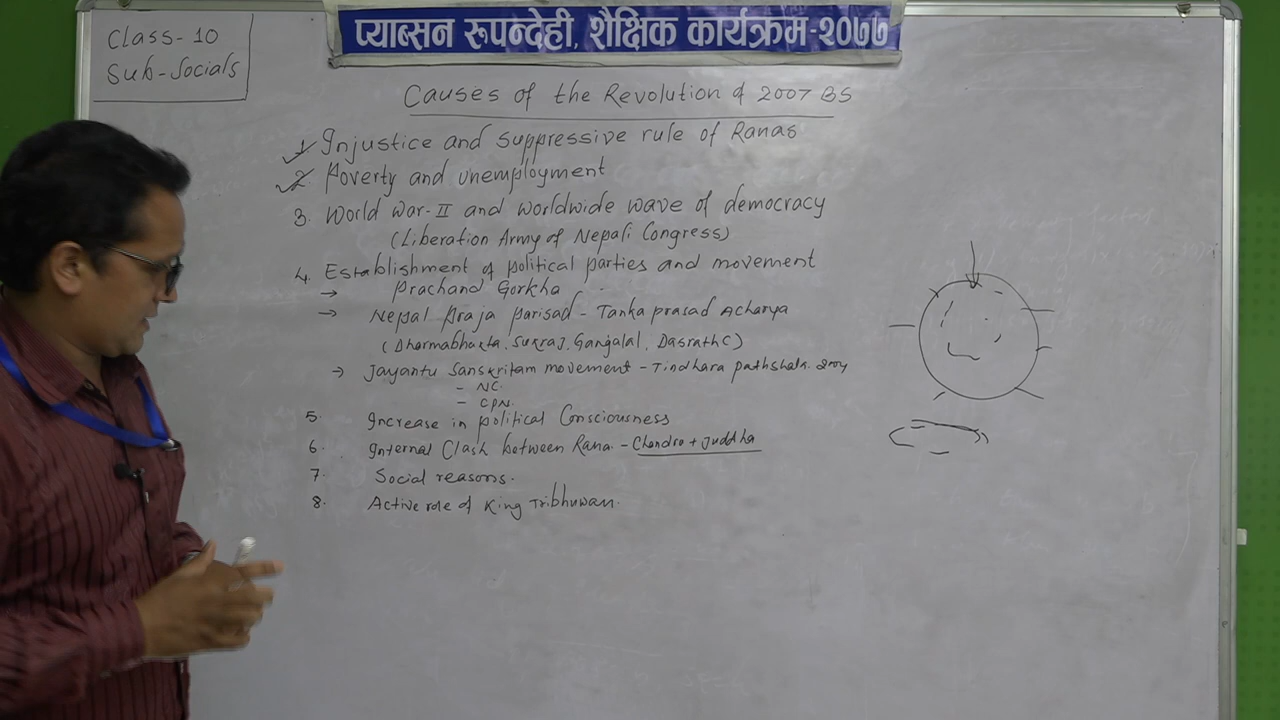 प्याब्सन रुपन्देही, शैक्षिक कार्यक्रम-२०७७
Class-10
Sub-Socials
Causes of the Revolution of 2007 BS
1. Injustice and suppressive rule of Ranas
2. Poverty and unemployment
3. World War-II and worldwide wave of democracy
(Liberation Army of Nepali Congress)
4. Establishment of political parties and movement
→ Prachand Gorkha
→ Nepal Praja Parisad - Tanka prasad Acharya
(Dharmabhakta, Sukraj, Gangalal, Dasrath C)
→ Jayantu Sanskritam movement - Tindhara pathshala. 2004
- NC.
- CPN.
5. Increase in political Consciousness
6. Internal Clash between Rana - Chandra + Juddha
7. Social reasons.
8. Active role of King Tribhuwan.